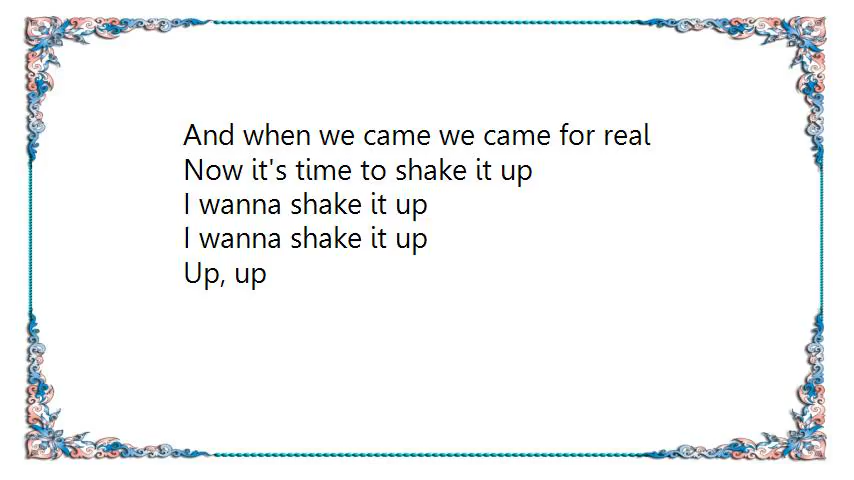 And when we came we came for real
Now it's time to shake it up
I wanna shake it up
I wanna shake it up
Up, up